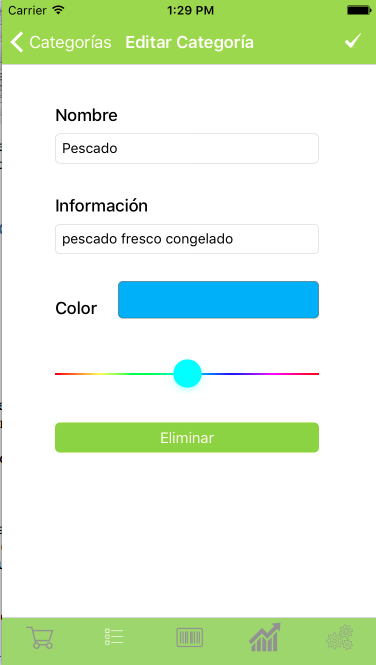 Carrier 1:29 PM
Categorías Editar Categoría
Nombre
Pescado
Información
pescado fresco congelado
Color
Eliminar